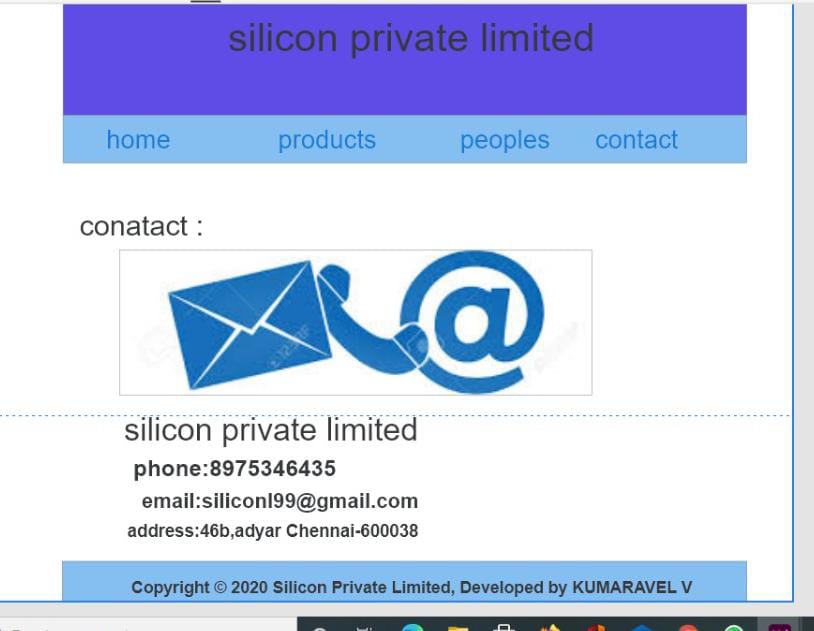 silicon private limited
home products peoples contact
conatact :
@
silicon private limited
phone:8975346435
email:siliconl99@gmail.com
address:46b,adyar Chennai-600038
Copyright © 2020 Silicon Private Limited, Developed by KUMARAVEL V